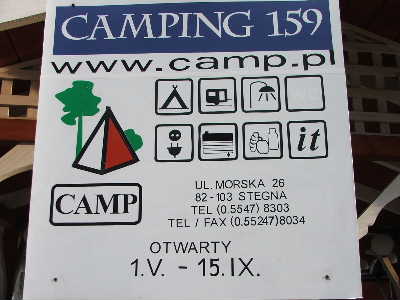 CAMPING 159
www.camp.pl
it
CAMP
UL. MORSKA 26
82-103 STEGNA
TEL (0.5547) 8303
TEL / FAX (0.55247)8034
OTWARTY
1.V. - 15.IX.